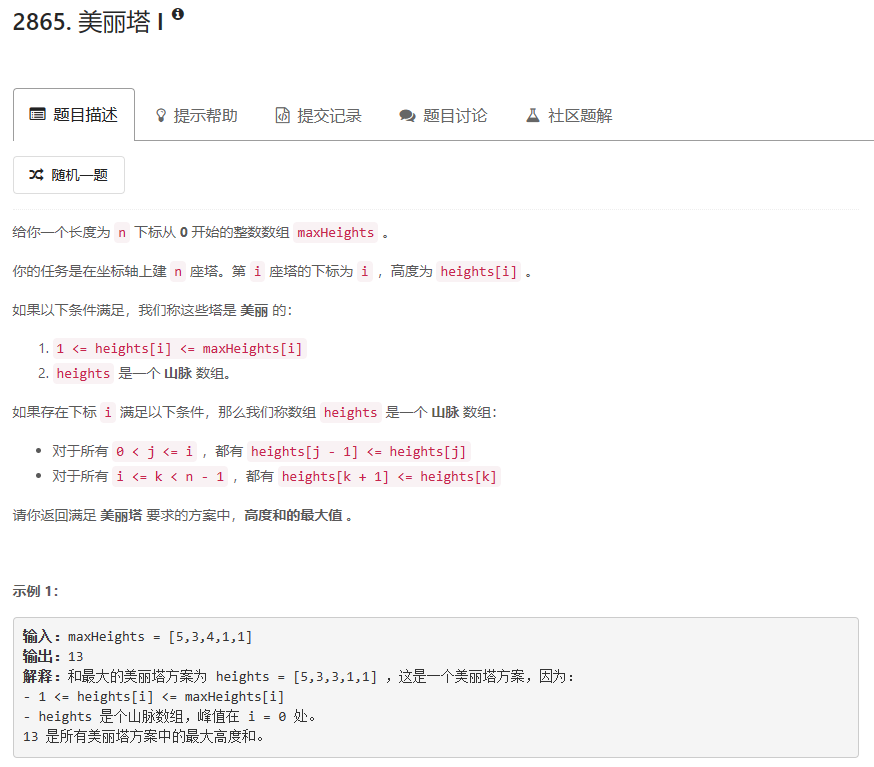 2865. 美丽塔 I
题目描述 提示帮助 提交记录 题目讨论 社区题解
随机一题
给你一个长度为 n 下标从 0 开始的整数数组 maxHeights 。
你的任务是在坐标轴上建 n 座塔。第 i 座塔的下标为 i ，高度为 heights[i] 。
如果以下条件满足，我们称这些塔是 美丽 的：
1. 1 <= heights[i] <= maxHeights[i]
2. heights 是一个 山脉 数组。
如果存在下标 i 满足以下条件，那么我们称数组 heights 是一个 山脉 数组：
• 对于所有 0 < j <= i ，都有 heights[j - 1] <= heights[j]
• 对于所有 i <= k < n - 1 ，都有 heights[k + 1] <= heights[k]
请你返回满足 美丽塔 要求的方案中，高度和的最大值 。
示例 1：
输入：maxHeights = [5,3,4,1,1]
输出：13
解释：和最大的美丽塔方案为 heights = [5,3,3,1,1] ，这是一个美丽塔方案，因为：
- 1 <= heights[i] <= maxHeights[i]
- heights 是个山脉数组，峰值在 i = 0 处。
13 是所有美丽塔方案中的最大高度和。